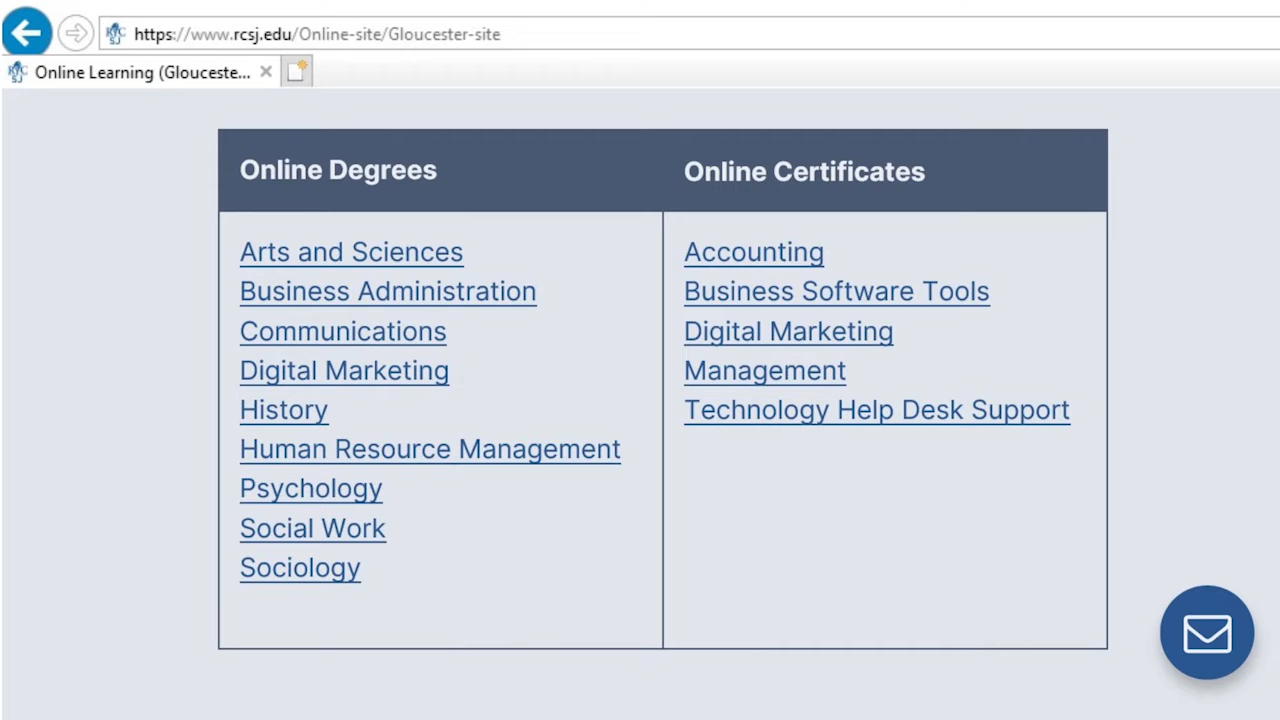 https://www.rcsj.edu/Online-site/Gloucester-site
Online Learning (Glouceste...
Online Degrees
Online Certificates
Arts and Sciences
Business Administration
Communications
Digital Marketing
History
Human Resource Management
Psychology
Social Work
Sociology
Accounting
Business Software Tools
Digital Marketing
Management
Technology Help Desk Support